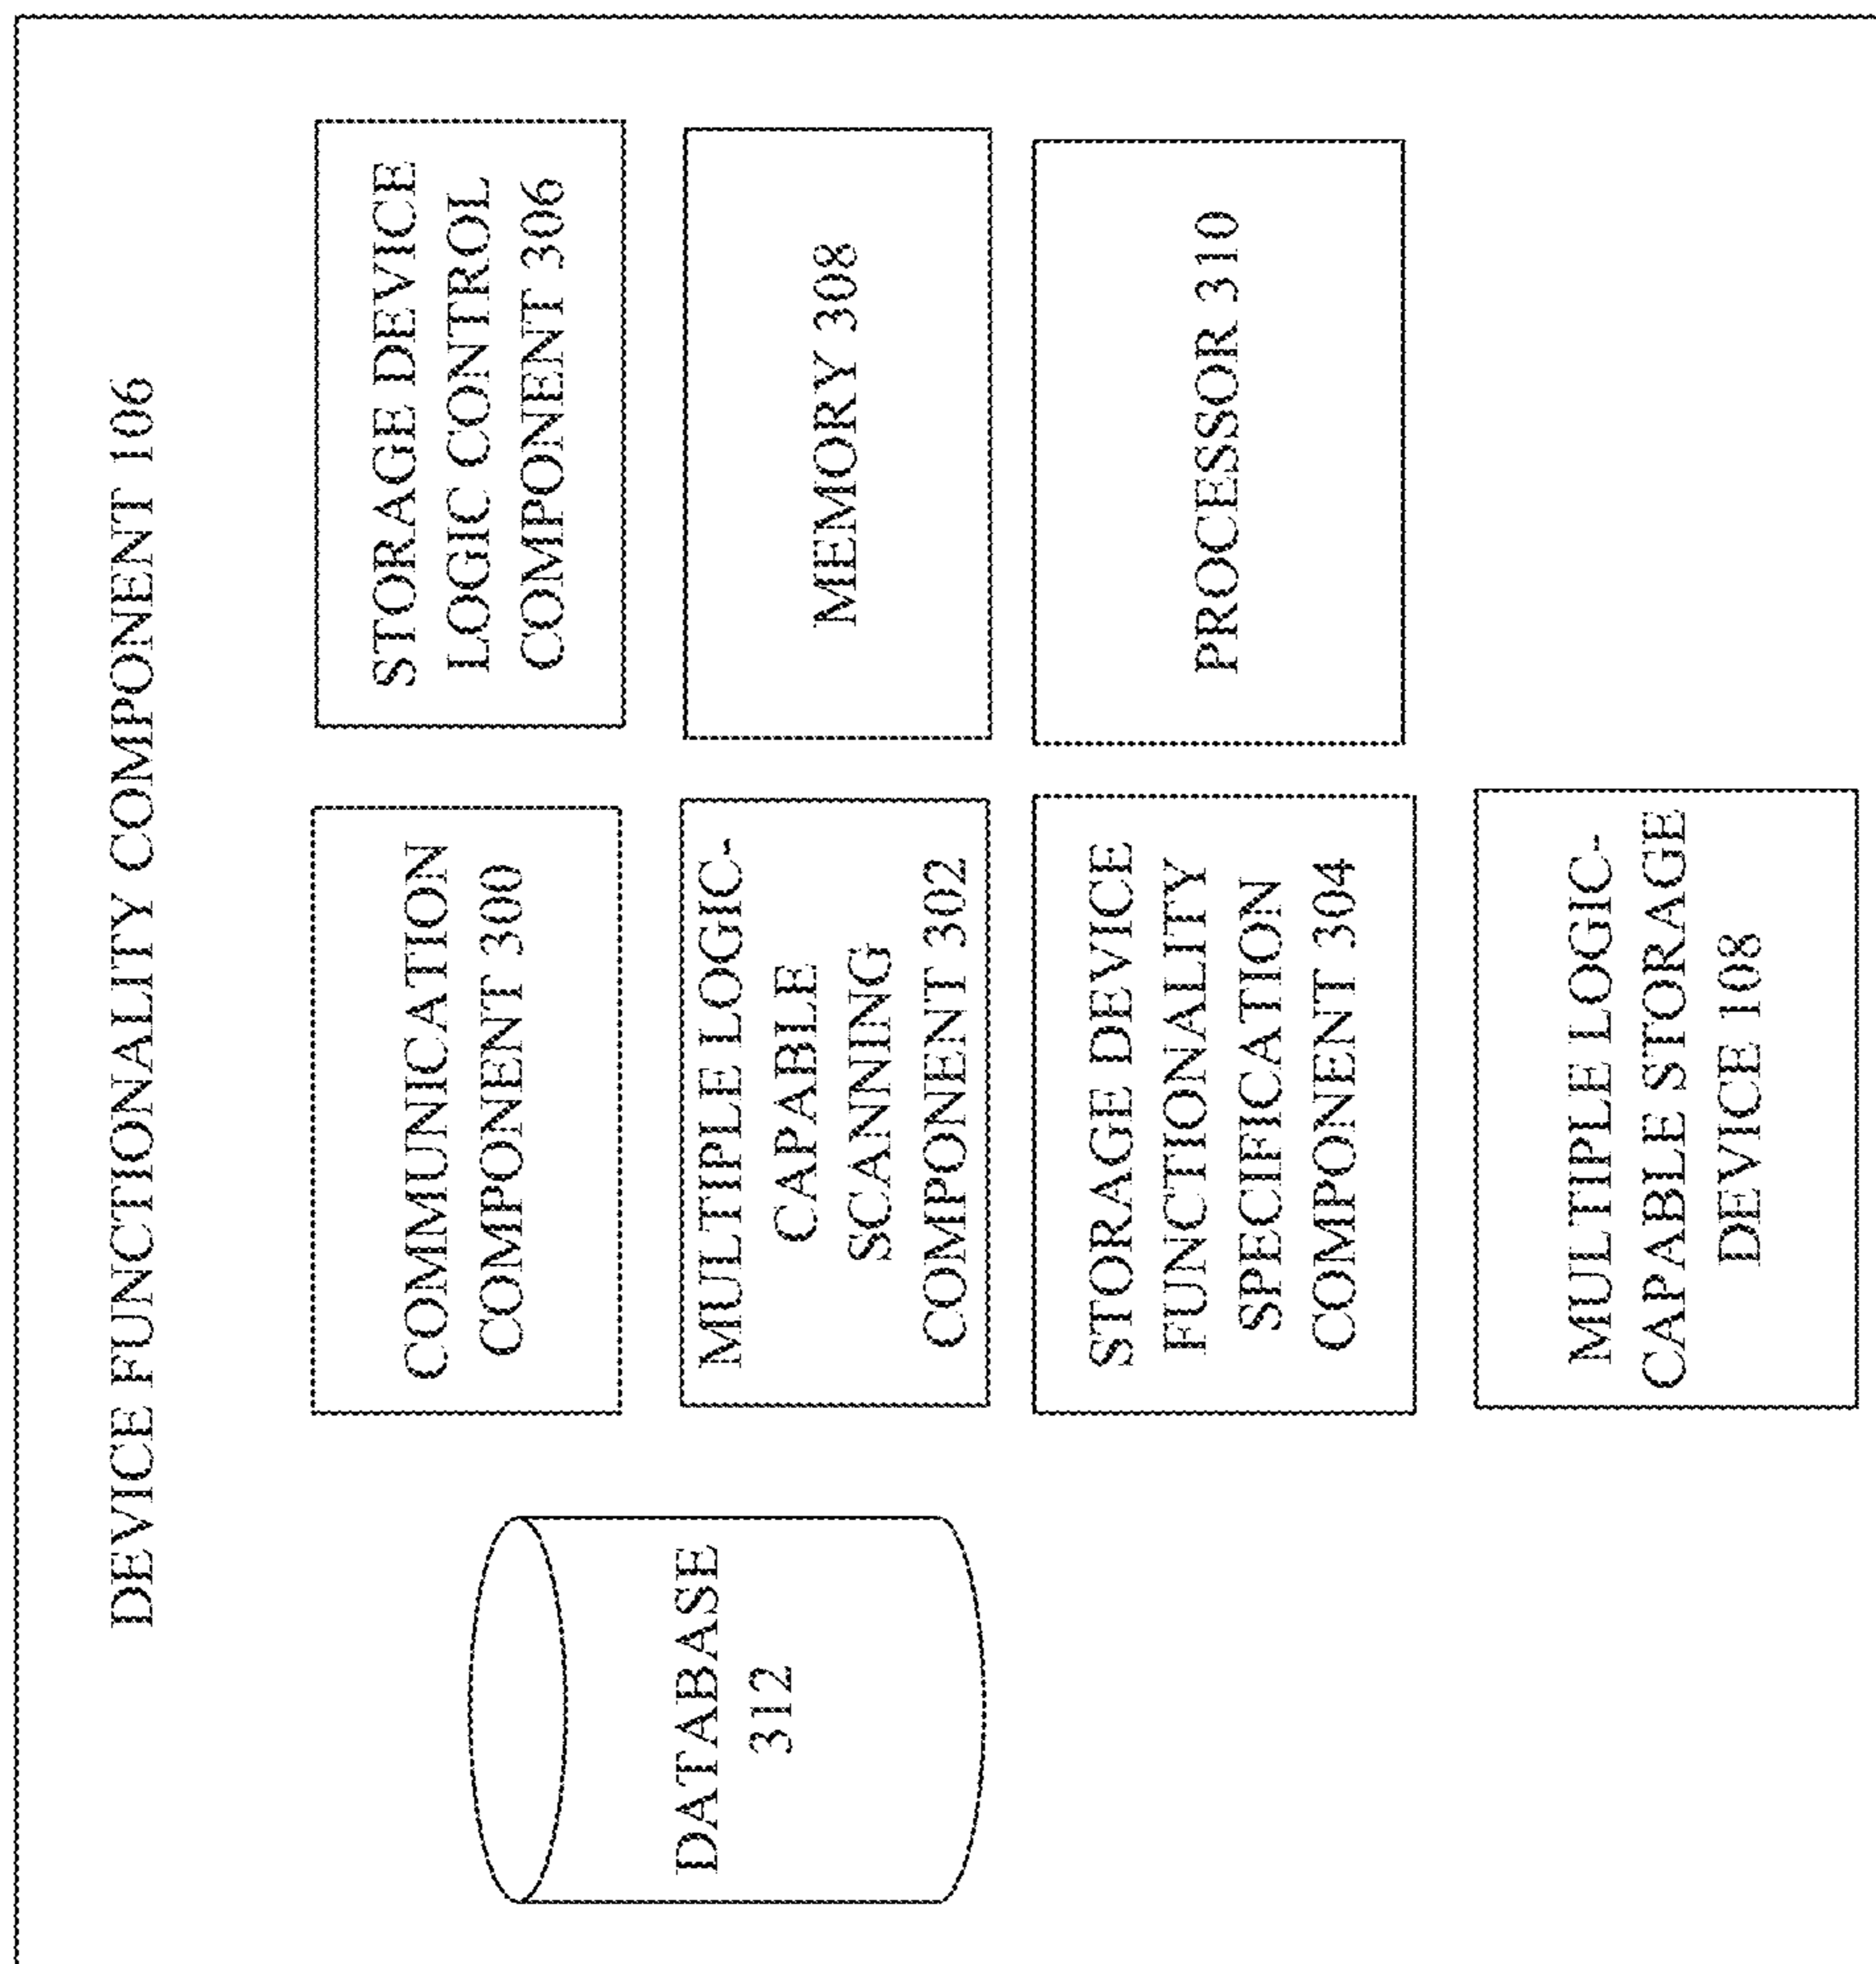 DEVICE FUNCTIONALITY COMPONENT 106
DATABASE
312
COMMUNICATION
COMPONENT 300
MULTIPLE LOGIC-
CAPABLE
SCANNING
COMPONENT 302
STORAGE DEVICE
FUNCTIONALITY
SPECIFICATION
COMPONENT 304
MULTIPLE LOGIC-
CAPABLE STORAGE
DEVICE 108
STORAGE DEVICE
LOGIC CONTROL
COMPONENT 306
MEMORY 308
PROCESSOR 310